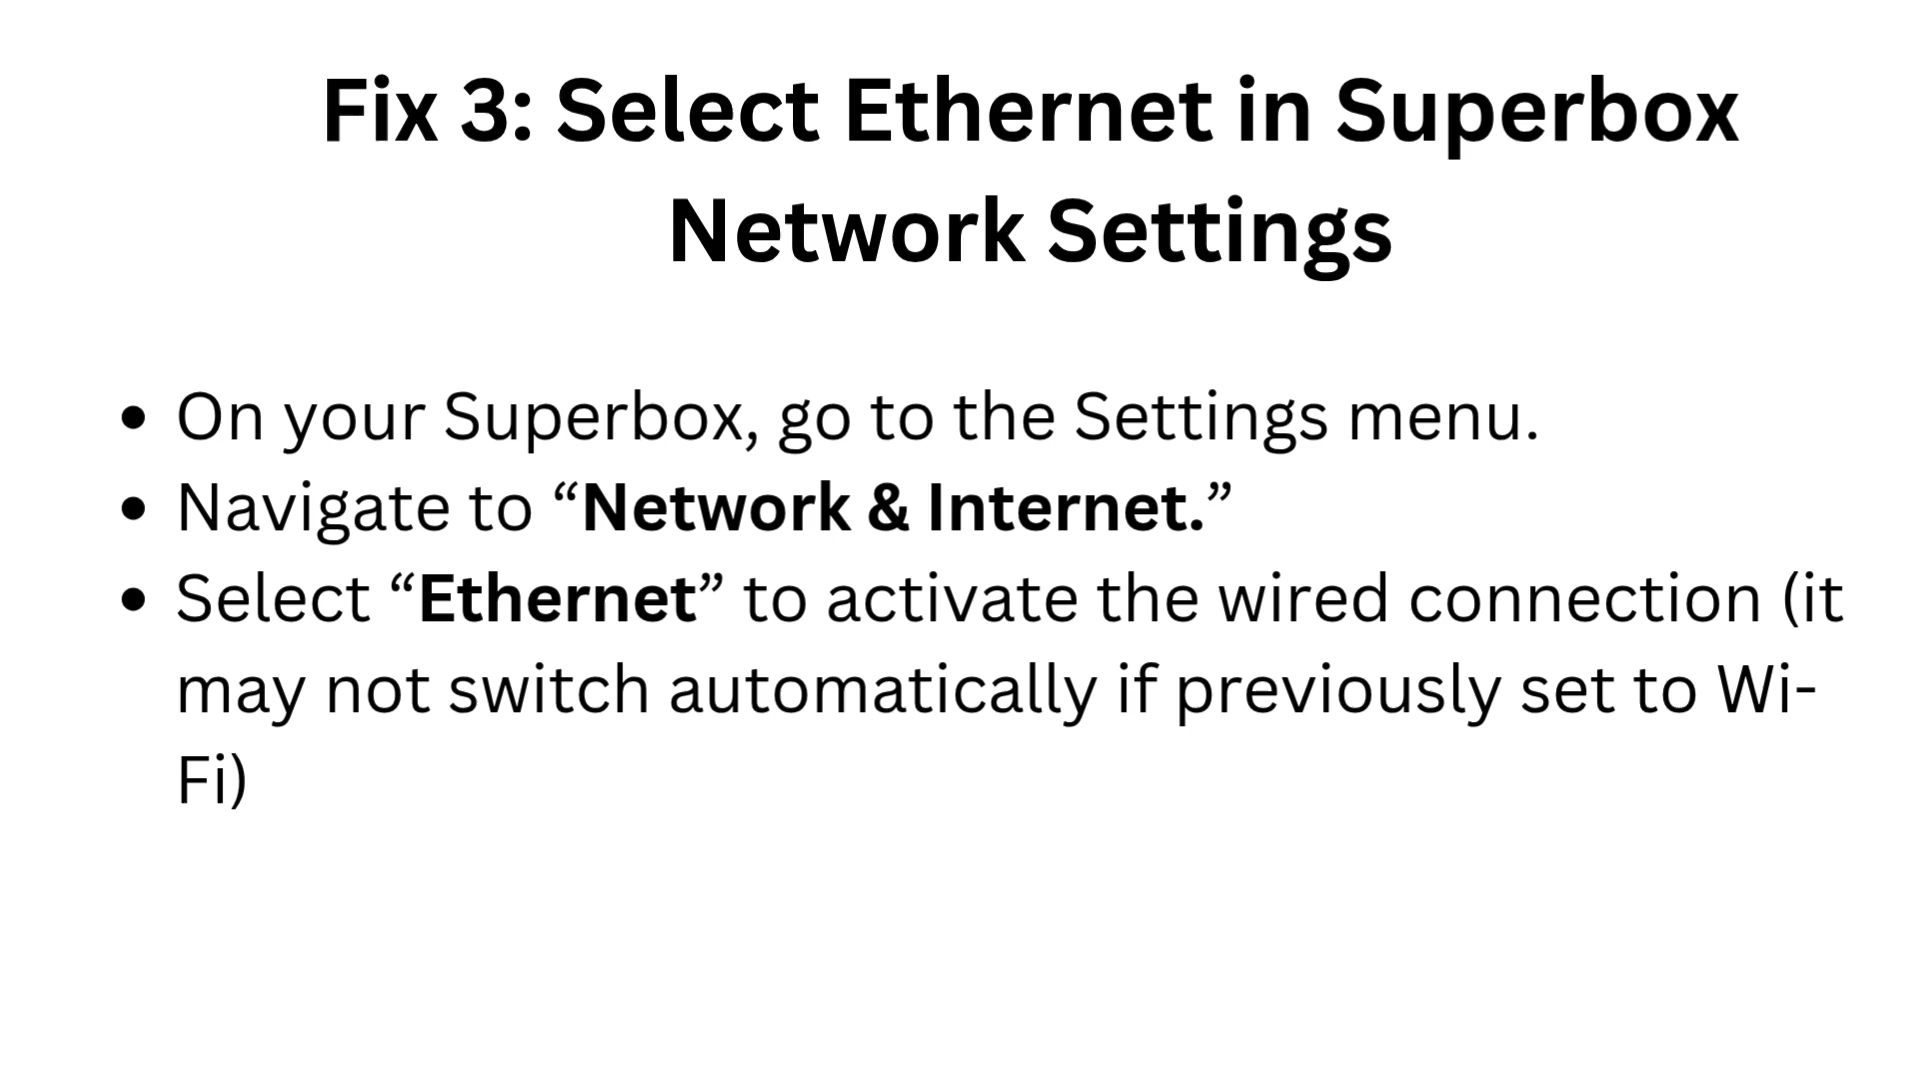 Fix 3: Select Ethernet in Superbox
Network Settings
• On your Superbox, go to the Settings menu.
• Navigate to “Network & Internet.”
• Select “Ethernet” to activate the wired connection (it
may not switch automatically if previously set to Wi-
Fi)